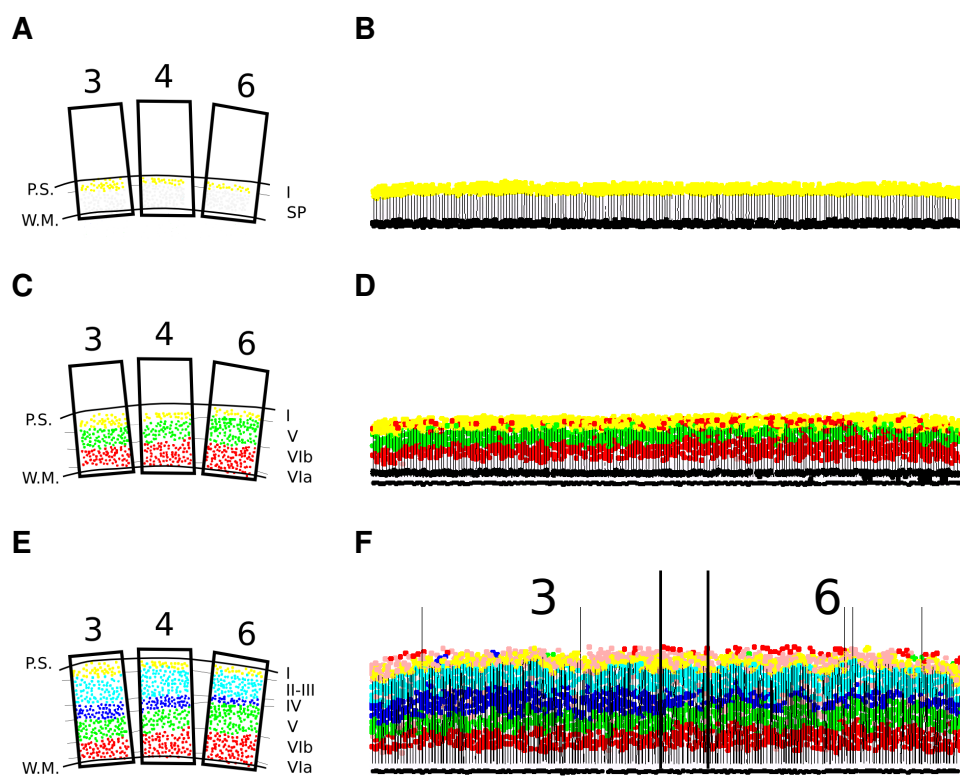 A
B
3 4 6
P.S.
I
SP
W.M.
C
D
3 4 6
P.S.
I
V
VIb
VIa
W.M.
E
F
3 4 6
3 6
P.S.
I
II-III
IV
V
VIb
VIa
W.M.